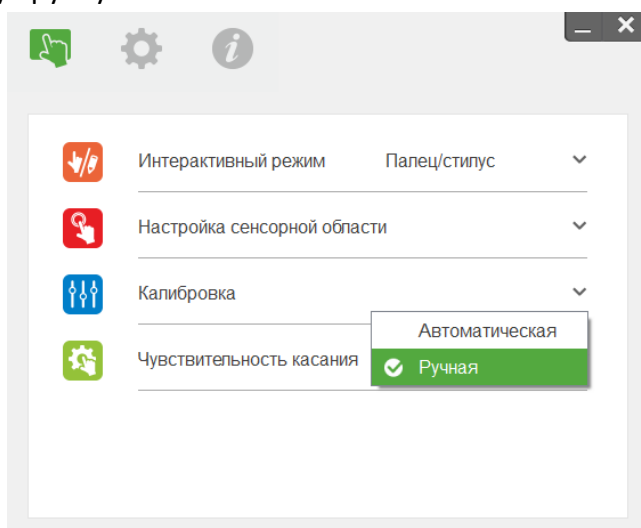 Интерактивный режим Палец/стилус
Настройка сенсорной области
Калибровка
Автоматическая
Чувствительность касания
Ручная